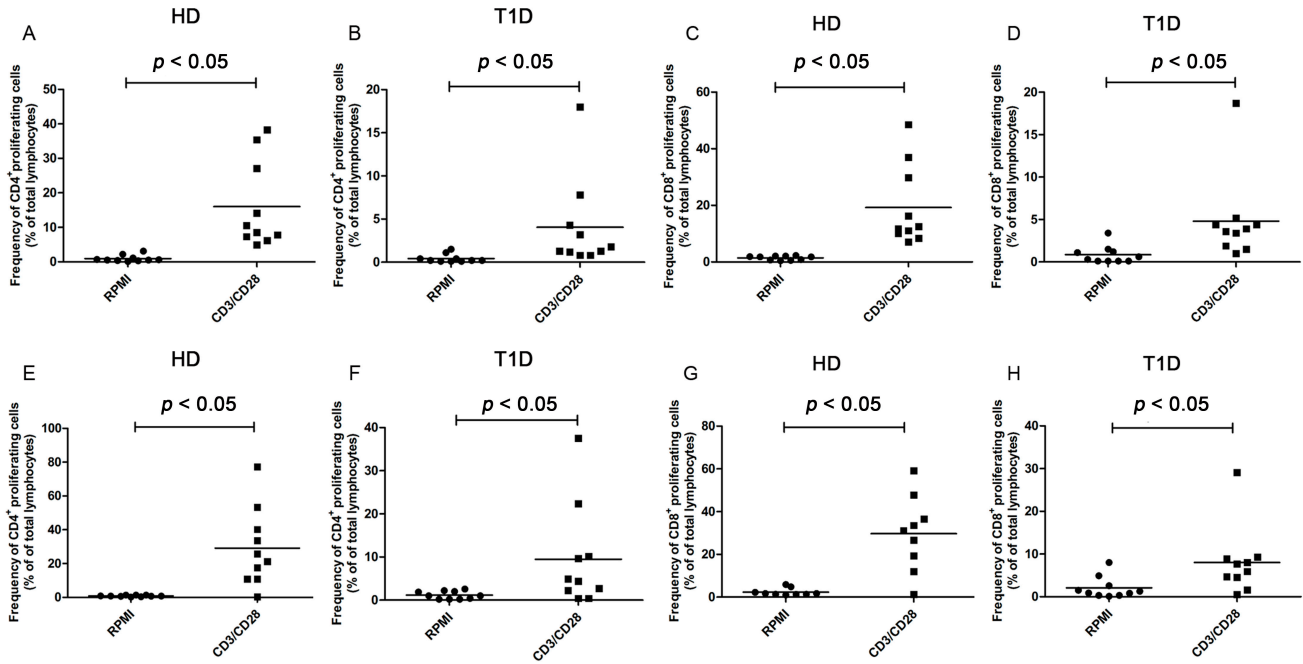 A
HD
p < 0.05
Frequency of CD4+ proliferating cells
(% of total lymphocytes)
50
40
30
20
10
0
RPMI
CD3/CD28
B
T1D
p < 0.05
Frequency of CD4+ proliferating cells
(% of total lymphocytes)
20
15
10
5
0
RPMI
CD3/CD28
C
HD
p < 0.05
Frequency of CD8+ proliferating cells
(% of total lymphocytes)
60
40
20
0
RPMI
CD3/CD28
D
T1D
p < 0.05
Frequency of CD8+ proliferating cells
(% of total lymphocytes)
20
15
10
5
0
RPMI
CD3/CD28
E
HD
p < 0.05
Frequency of CD4+ proliferating cells
(% of of total lymphocytes)
100
80
60
40
20
0
RPMI
CD3/CD28
F
T1D
p < 0.05
Frequency of CD4+ proliferating cells
(% of of total lymphocytes)
40
30
20
10
0
RPMI
CD3/CD28
G
HD
p < 0.05
Frequency of CD8+ proliferating cells
(% of of total lymphocytes)
80
60
40
20
0
RPMI
CD3/CD28
H
T1D
p < 0.05
Frequency of CD8+ proliferating cells
(% of of total lymphocytes)
40
30
20
10
0
RPMI
CD3/CD28